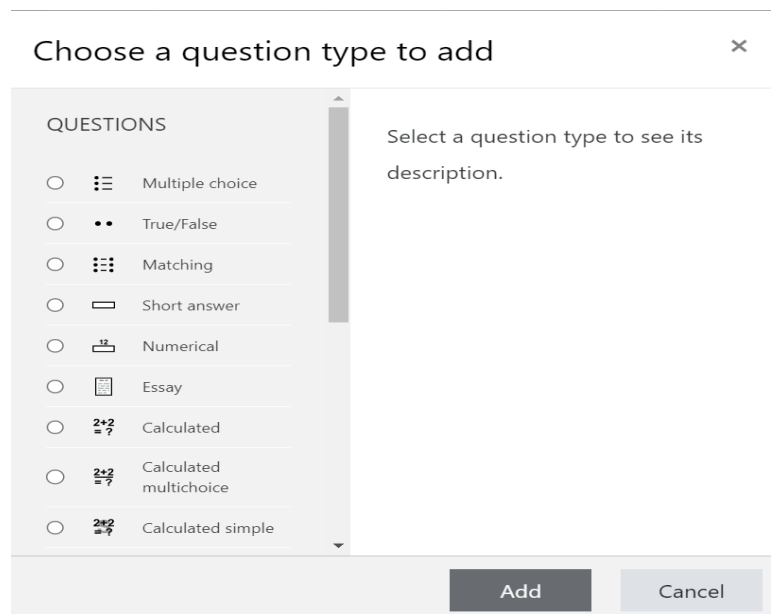 Choose a question type to add
×
QUESTIONS
Multiple choice
True/False
Matching
Short answer
12
Numerical
Essay
2+2
= ?
Calculated
2+2
= ?
Calculated
multichoice
2+2
= ?
Calculated simple
Select a question type to see its
description.
Add
Cancel